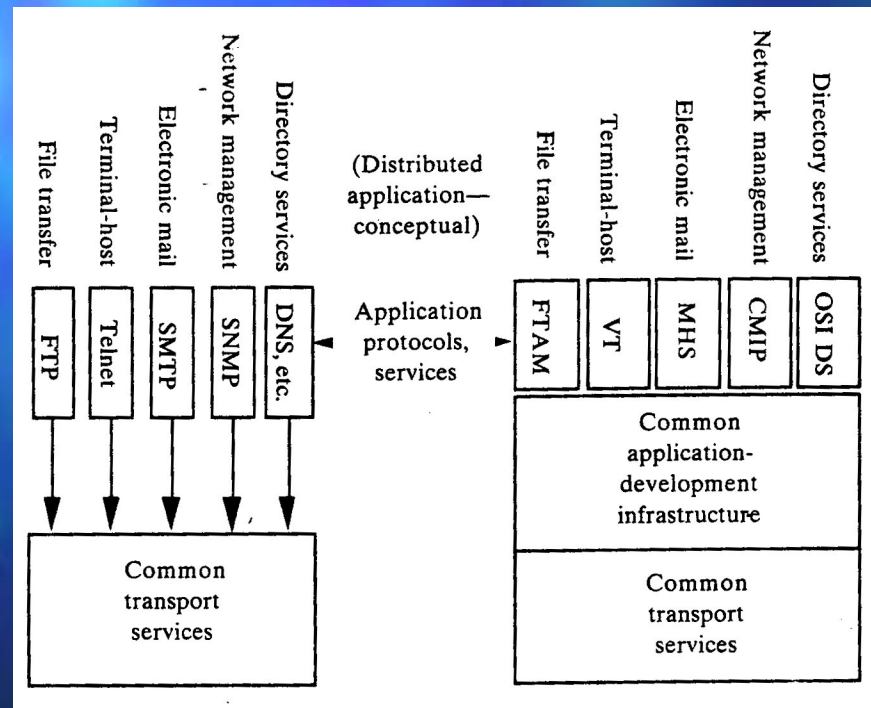 File transfer
Terminal-host
Electronic mail
Network management
Directory services
(Distributed
application—
conceptual)
File transfer
Terminal-host
Electronic mail
Network management
Directory services
FTP
Telnet
SMTP
SNMP
DNS, etc.
Application
protocols,
services
FTAM
VT
MHS
CMIP
OSI DS
Common
application-
development
infrastructure
Common
transport
services
Common
transport
services